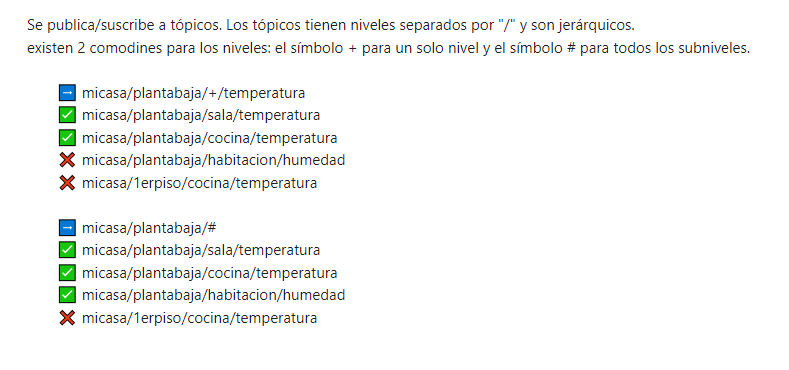 Se publica/suscribe a tópicos. Los tópicos tienen niveles separados por "/" y son jerárquicos.
existen 2 comodines para los niveles: el símbolo + para un solo nivel y el símbolo # para todos los subniveles.
➡ micasa/plantabaja/+/temperatura
✅ micasa/plantabaja/sala/temperatura
✅ micasa/plantabaja/cocina/temperatura
❌ micasa/plantabaja/habitacion/humedad
❌ micasa/1erpiso/cocina/temperatura
➡ micasa/plantabaja/#
✅ micasa/plantabaja/sala/temperatura
✅ micasa/plantabaja/cocina/temperatura
✅ micasa/plantabaja/habitacion/humedad
❌ micasa/1erpiso/cocina/temperatura